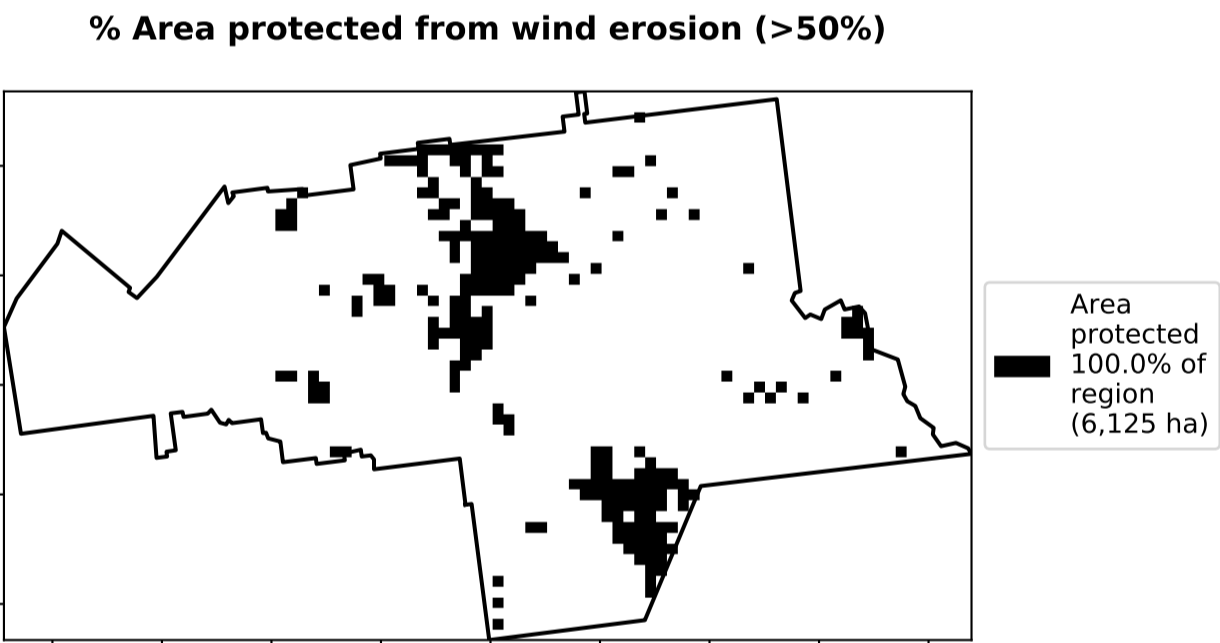 % Area protected from wind erosion (>50%)
Area
protected
100.0% of
region
(6,125 ha)